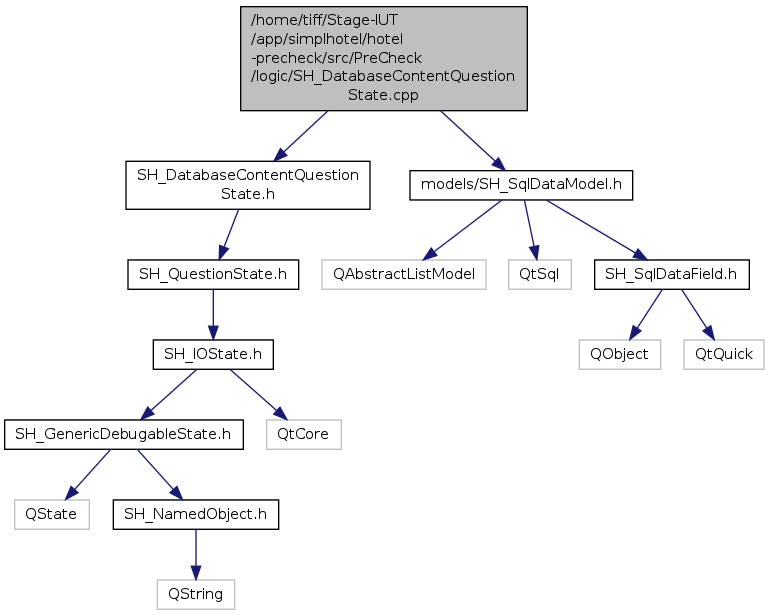 /home/tiff/Stage-IUT
/app/simplhotel/hotel
-precheck/src/PreCheck
/logic/SH_DatabaseContentQuestion
State.cpp
SH_DatabaseContentQuestion
State.h
models/SH_SqlDataModel.h
SH_QuestionState.h
QAbstractListModel
QtSql
SH_SqlDataField.h
SH_IOState.h
QObject
QtQuick
SH_GenericDebugableState.h
QtCore
QState
SH_NamedObject.h
QString